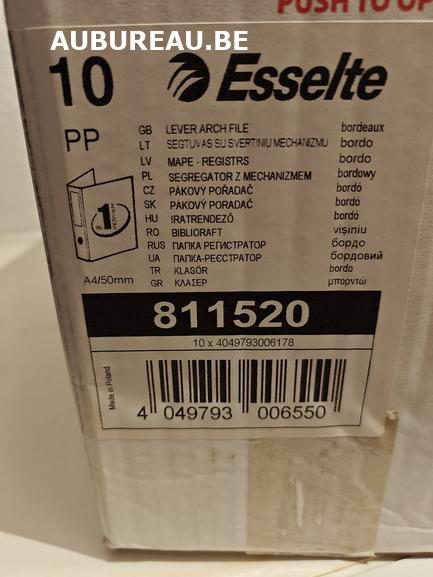 PUSH TO OP
AUBUREAU.BE
10 Esselte
PP
GB LEVER ARCH FILE bordeaux
LT SEGTUVAS SU SVERTINIU MECHANIZMU bordo
LV MAPE - REGISTRS bordo
PL SEGREGATOR Z MECHANIZMEM bordowy
CZ PÁKOVÝ POŘADAČ bordó
SK PÁKOVÝ PORADAČ bordó
HU IRATRENDEZŐ bordó
RO BIBLIORAFT vișiniu
RUS ПАПКА РЕГИСТРАТОР бордо
UA ПАПКА-РЕЄСТРАТОР бордовий
TR KLASÖR bordo
GR ΚΛΑΣΕΡ μπορντώ
1
A4/50mm
811520
10 x 4049793006178
Made in Poland
4 049793 006550